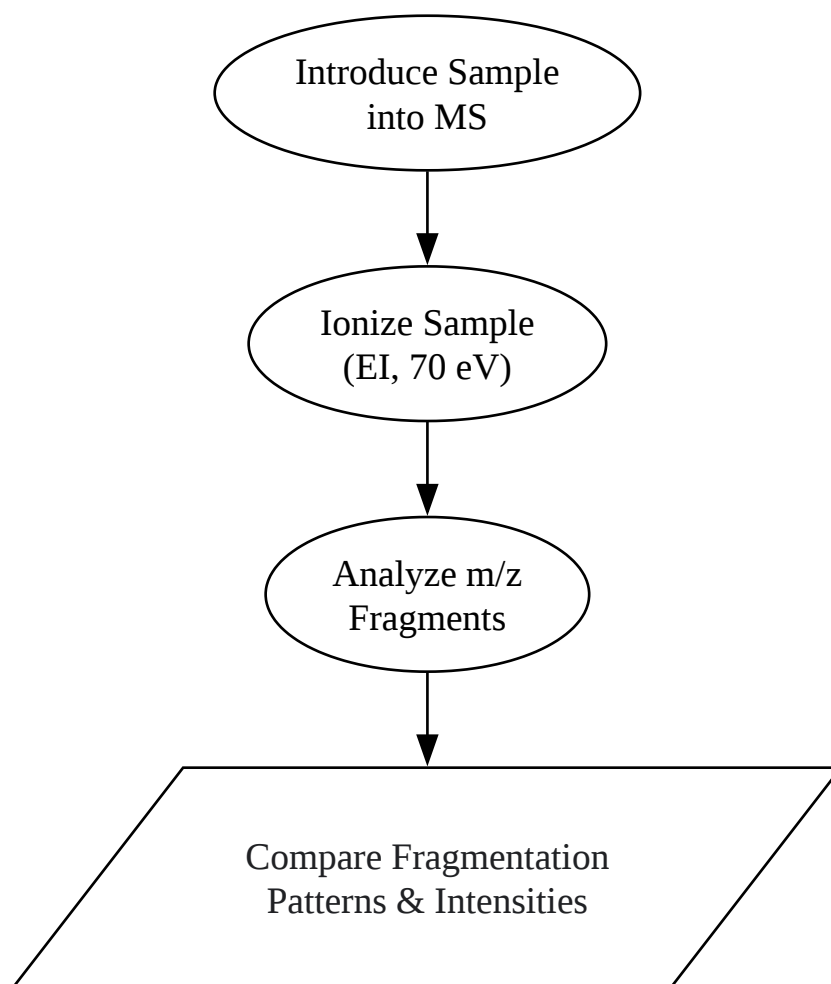 Introduce Sample
into MS
Ionize Sample
(EI, 70 eV)
Analyze m/z
Fragments
Compare Fragmentation
Patterns & Intensities